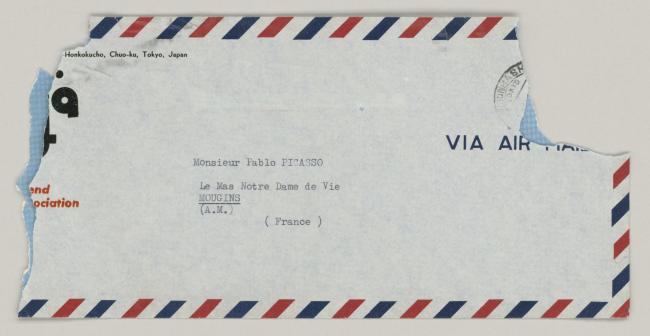 Honkokucho, Chuo-ku, Tokyo, Japan
VIA AIR MAIL
Monsieur Pablo PICASSO
Le Mas Notre Dame de Vie
MOUGINS
(A.M.)
( France )
end
ociation